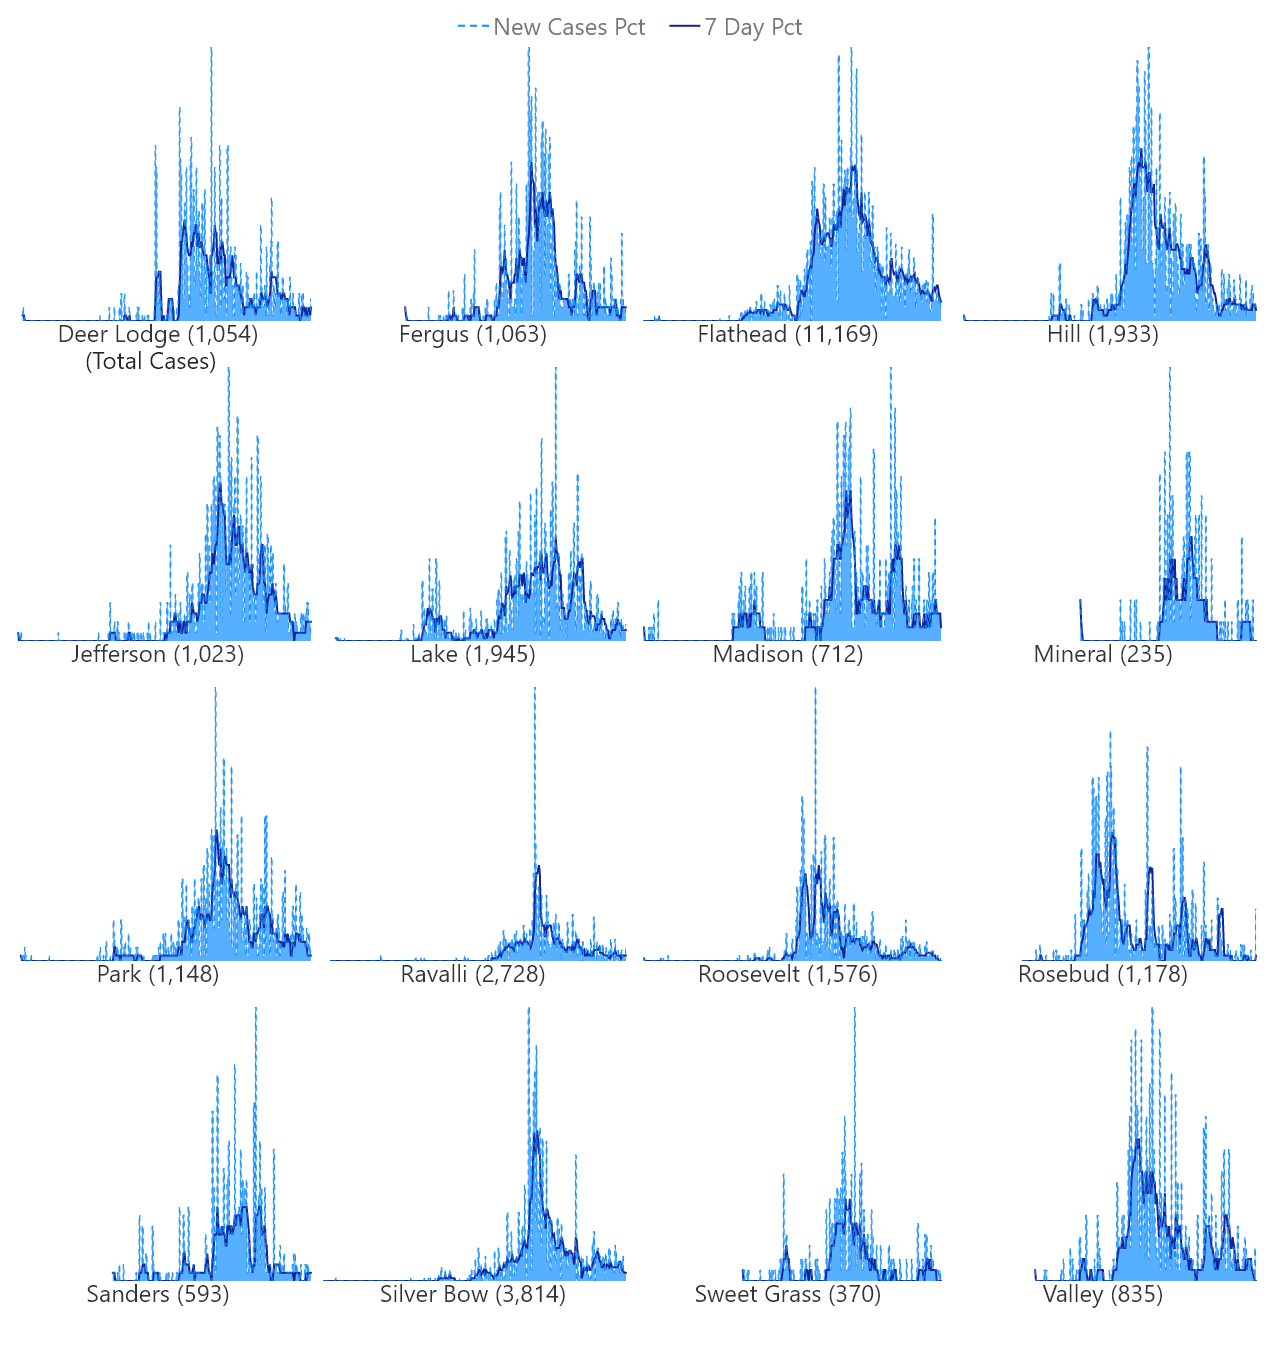 New Cases Pct 7 Day Pct
Deer Lodge (1,054) Fergus (1,063) Flathead (11,169) Hill (1,933)
(Total Cases)
Jefferson (1,023) Lake (1,945) Madison (712) Mineral (235)
Park (1,148) Ravalli (2,728) Roosevelt (1,576) Rosebud (1,178)
Sanders (593) Silver Bow (3,814) Sweet Grass (370) Valley (835)